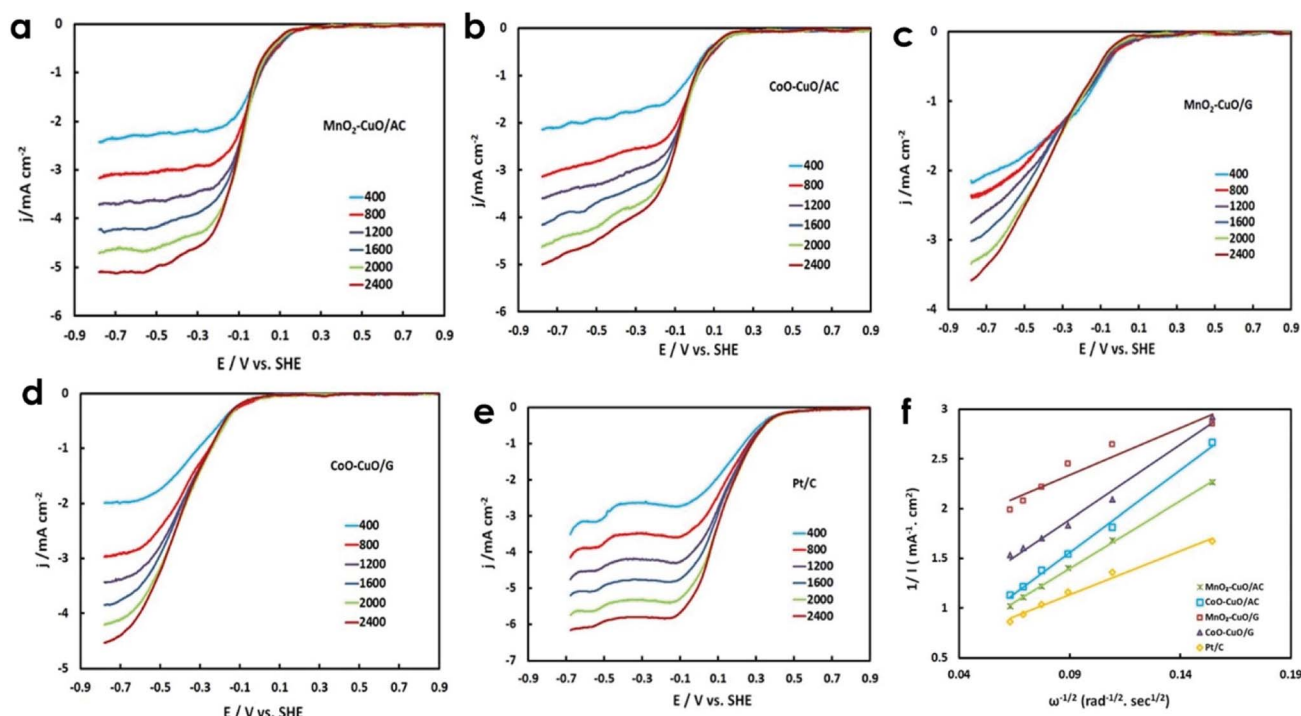 a
0
-1
-2
-3
-4
-5
-6
j/mA cm⁻²
MnO₂-CuO/AC
400
800
1200
1600
2000
2400
-0.9 -0.7 -0.5 -0.3 -0.1 0.1 0.3 0.5 0.7 0.9
E / V vs. SHE
b
0
-1
-2
-3
-4
-5
-6
j/mA cm⁻²
CoO-CuO/AC
400
800
1200
1600
2000
2400
-0.9 -0.7 -0.5 -0.3 -0.1 0.1 0.3 0.5 0.7 0.9
E / V vs. SHE
c
0
-1
-2
-3
-4
j/mA cm⁻²
MnO₂-CuO/G
400
800
1200
1600
2000
2400
-0.9 -0.7 -0.5 -0.3 -0.1 0.1 0.3 0.5 0.7 0.9
E / V vs. SHE
d
0
-1
-2
-3
-4
-5
j /mA cm⁻²
CoO-CuO/G
400
800
1200
1600
2000
2400
-0.9 -0.7 -0.5 -0.3 -0.1 0.1 0.3 0.5 0.7 0.9
E / V vs. SHE
e
0
-1
-2
-3
-4
-5
-6
-7
j /mA cm⁻²
Pt/C
400
800
1200
1600
2000
2400
-0.9 -0.7 -0.5 -0.3 -0.1 0.1 0.3 0.5 0.7 0.9
E / V vs. SHE
f
3
2.5
2
1.5
1
0.5
1/ I ( mA⁻¹. cm²)
MnO₂-CuO/AC
CoO-CuO/AC
MnO₂-CuO/G
CoO-CuO/G
Pt/C
0.04 0.09 0.14 0.19
ω⁻¹/² (rad⁻¹/². sec¹/²)